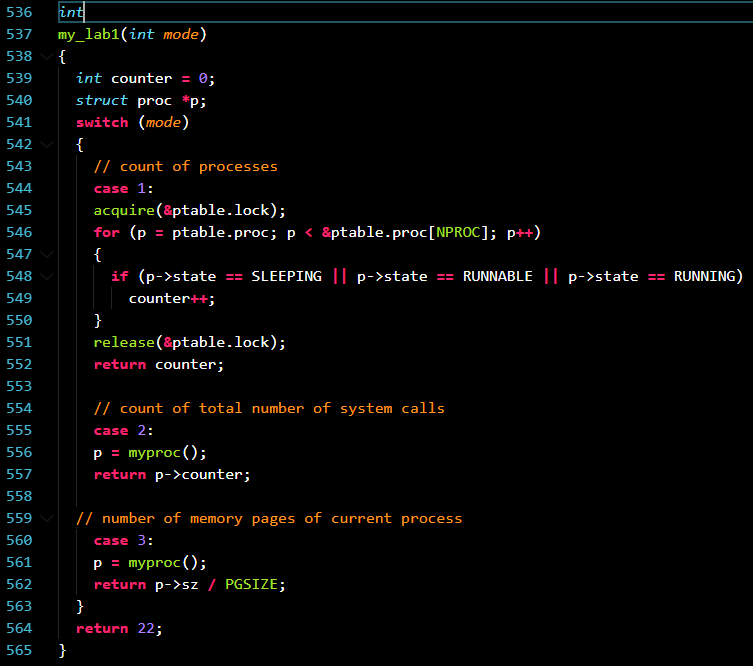 536 int
537 my_lab1(int mode)
538 {
539   int counter = 0;
540   struct proc *p;
541   switch (mode)
542   {
543     // count of processes
544     case 1:
545     acquire(&ptable.lock);
546     for (p = ptable.proc; p < &ptable.proc[NPROC]; p++)
547     {
548       if (p->state == SLEEPING || p->state == RUNNABLE || p->state == RUNNING)
549         counter++;
550     }
551     release(&ptable.lock);
552     return counter;
553
554     // count of total number of system calls
555     case 2:
556     p = myproc();
557     return p->counter;
558
559   // number of memory pages of current process
560     case 3:
561     p = myproc();
562     return p->sz / PGSIZE;
563   }
564   return 22;
565 }